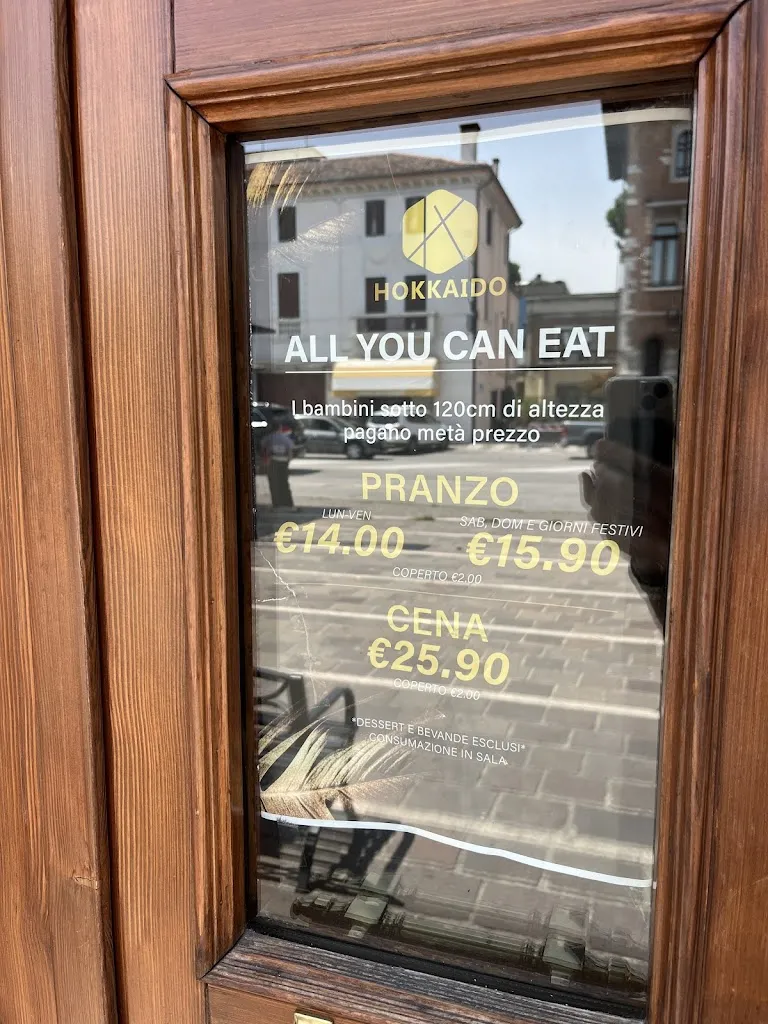 HOKKAIDO
ALL YOU CAN EAT
I bambini sotto 120cm di altezza
pagano metà prezzo
PRANZO
LUN-VEN
€14.00
SAB, DOM E GIORNI FESTIVI
€15.90
COPERTO €2.00
CENA
€25.90
COPERTO €2.00
*DESSERT E BEVANDE ESCLUSI*
CONSUMAZIONE IN SALA